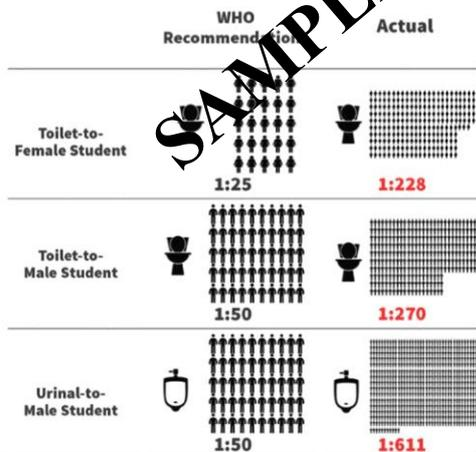 WHO
Recommendation
Actual
SAMPLE
Toilet-to-
Female Student
1:25
1:228
Toilet-to-
Male Student
1:50
1:270
Urinal-to-
Male Student
1:50
1:611